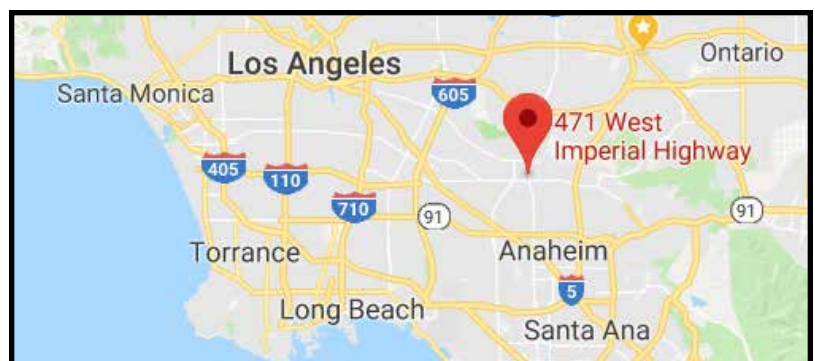 Los Angeles
Ontario
Santa Monica
605
471 West
Imperial Highway
405
110
710
91
91
Torrance
Anaheim
5
Long Beach
Santa Ana